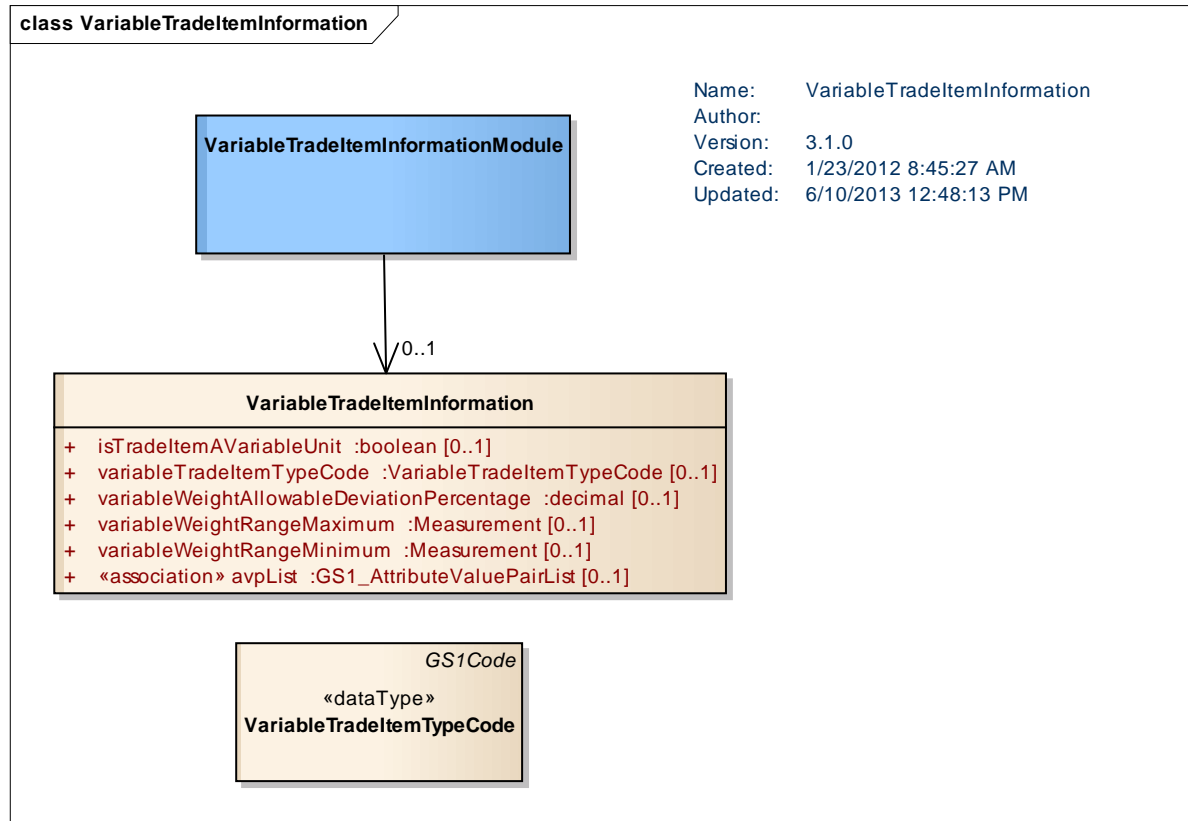 class VariableTradeItemInformation
Name: VariableTradeItemInformation
Author:
Version: 3.1.0
Created: 1/23/2012 8:45:27 AM
Updated: 6/10/2013 12:48:13 PM
VariableTradeItemInformationModule
0..1
VariableTradeItemInformation
+ isTradeItemAVariableUnit :boolean [0..1]
+ variableTradeItemTypeCode :VariableTradeItemTypeCode [0..1]
+ variableWeightAllowableDeviationPercentage :decimal [0..1]
+ variableWeightRangeMaximum :Measurement [0..1]
+ variableWeightRangeMinimum :Measurement [0..1]
+ «association» avpList :GS1_AttributeValuePairList [0..1]
GS1Code
«dataType»
VariableTradeItemTypeCode